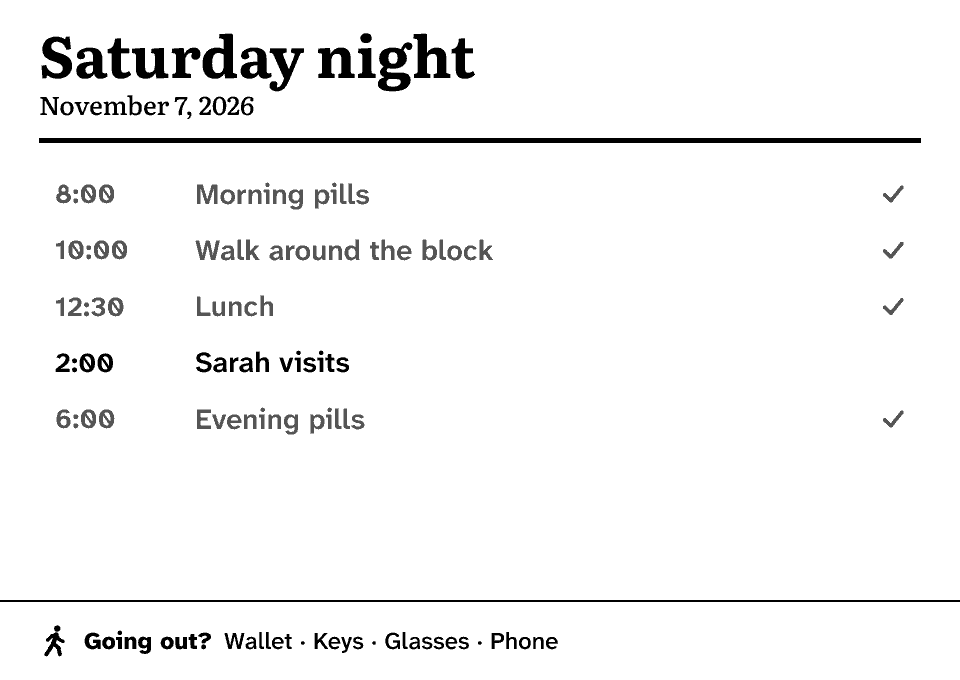 Saturday night
November 7, 2026
8:00 Morning pills ✓
10:00 Walk around the block ✓
12:30 Lunch ✓
2:00 Sarah visits
6:00 Evening pills ✓
Going out? Wallet · Keys · Glasses · Phone